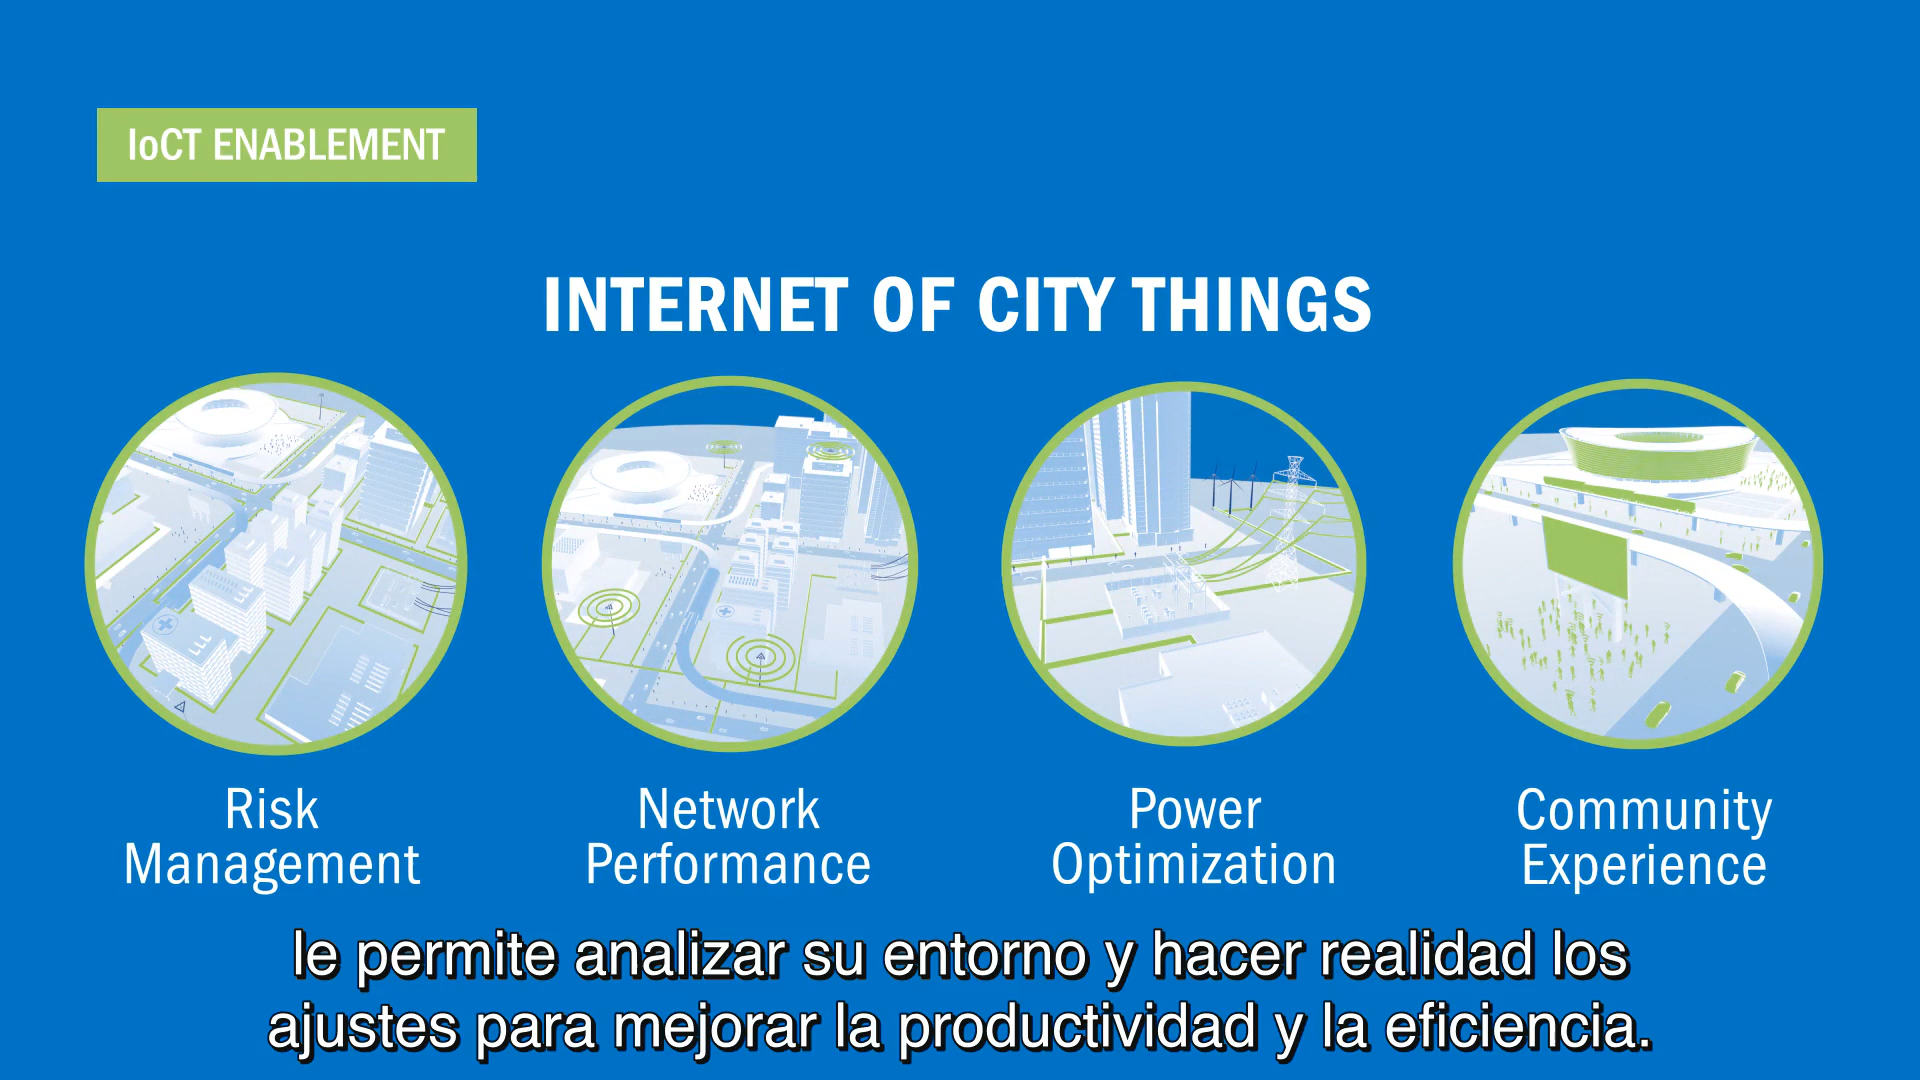 IoCT ENABLEMENT
INTERNET OF CITY THINGS
Risk
Management
Network
Performance
Power
Optimization
Community
Experience
le permite analizar su entorno y hacer realidad los
ajustes para mejorar la productividad y la eficiencia.